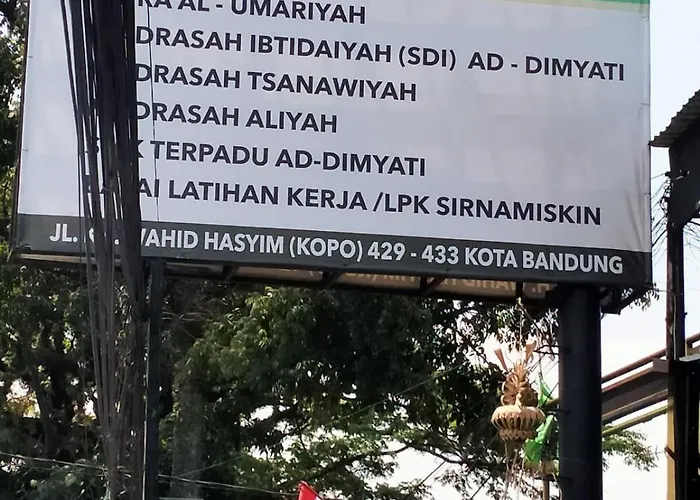 AL - UMARIYAH
DRASAH IBTIDAIYAH (SDI) AD - DIMYATI
DRASAH TSANAWIYAH
DRASAH ALIYAH
TERPADU AD-DIMYATI
AI LATIHAN KERJA /LPK SIRNAMISKIN
JL. WAHID HASYIM (KOPO) 429 - 433 KOTA BANDUNG